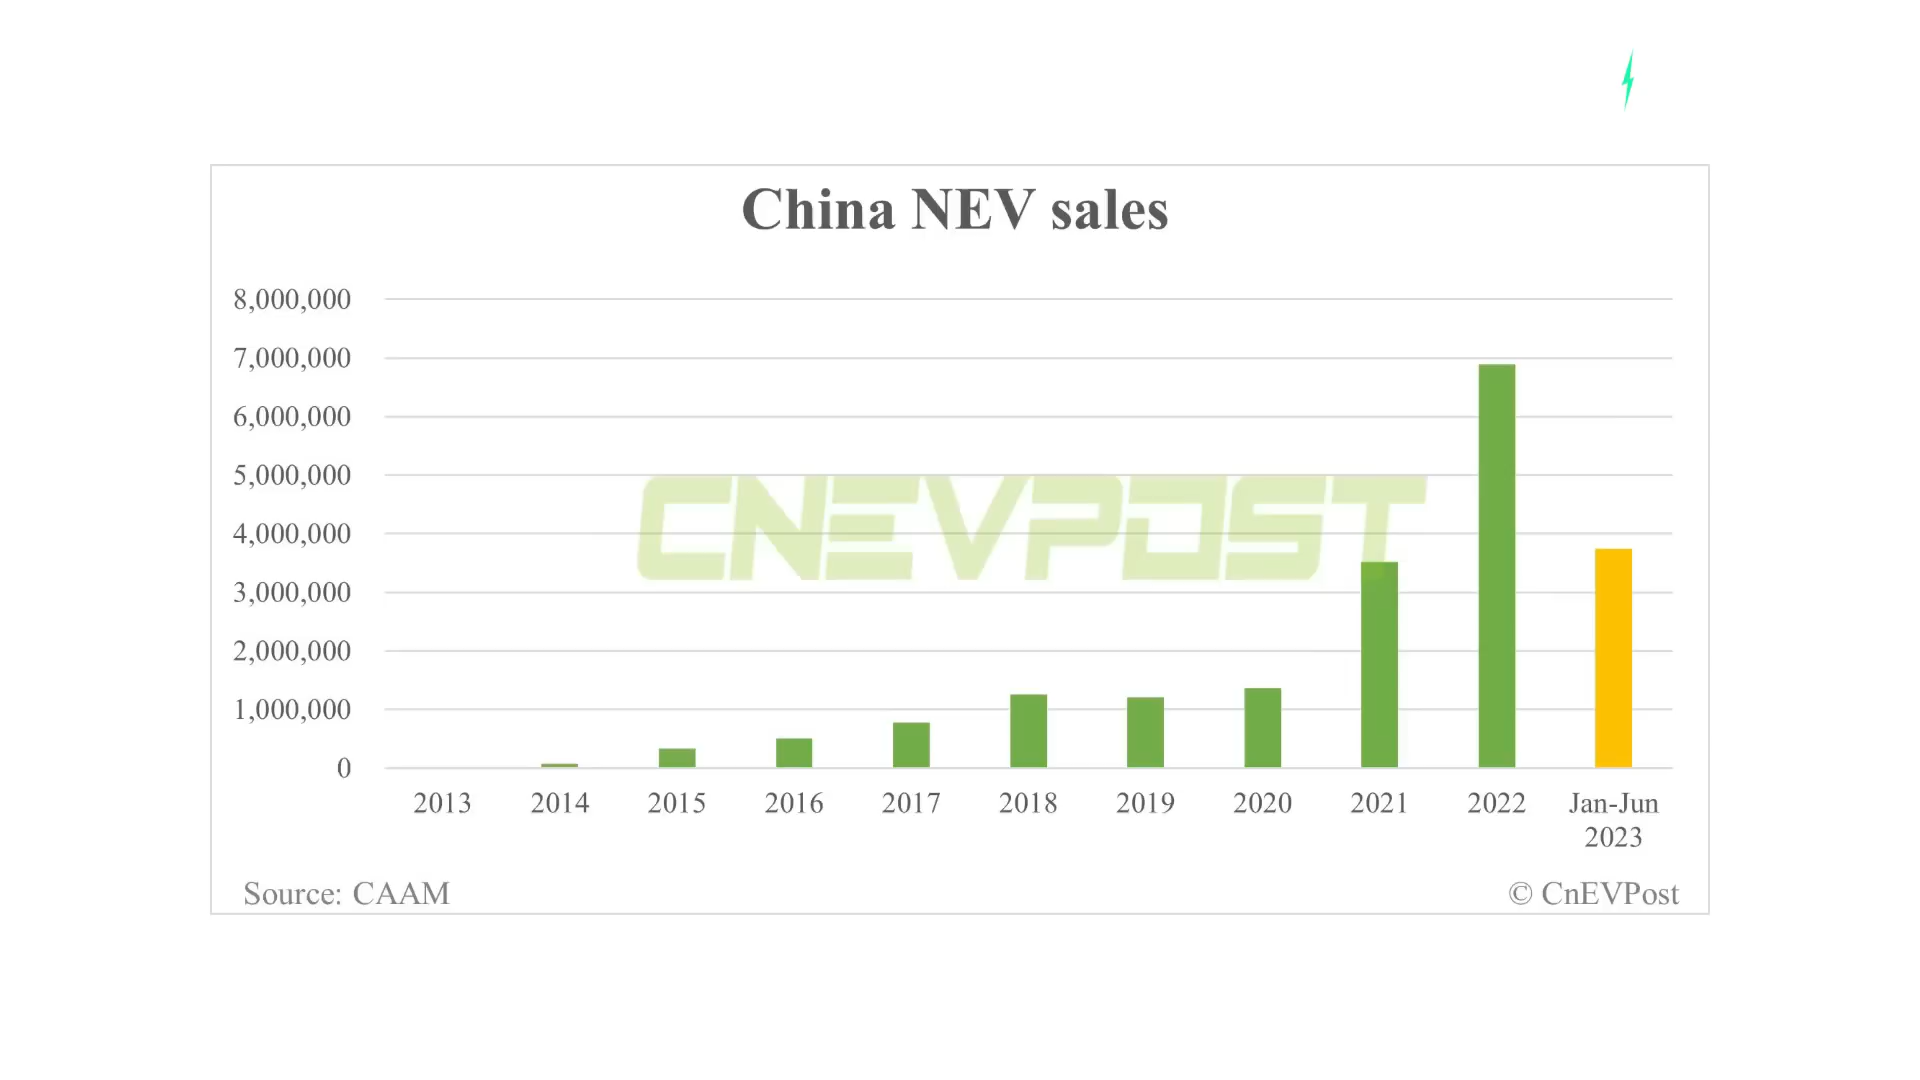 China NEV sales
8,000,000
7,000,000
6,000,000
5,000,000
4,000,000
3,000,000
2,000,000
1,000,000
0
CNEVPOST
2013 2014 2015 2016 2017 2018 2019 2020 2021 2022 Jan-Jun
2023
Source: CAAM © CnEVPost